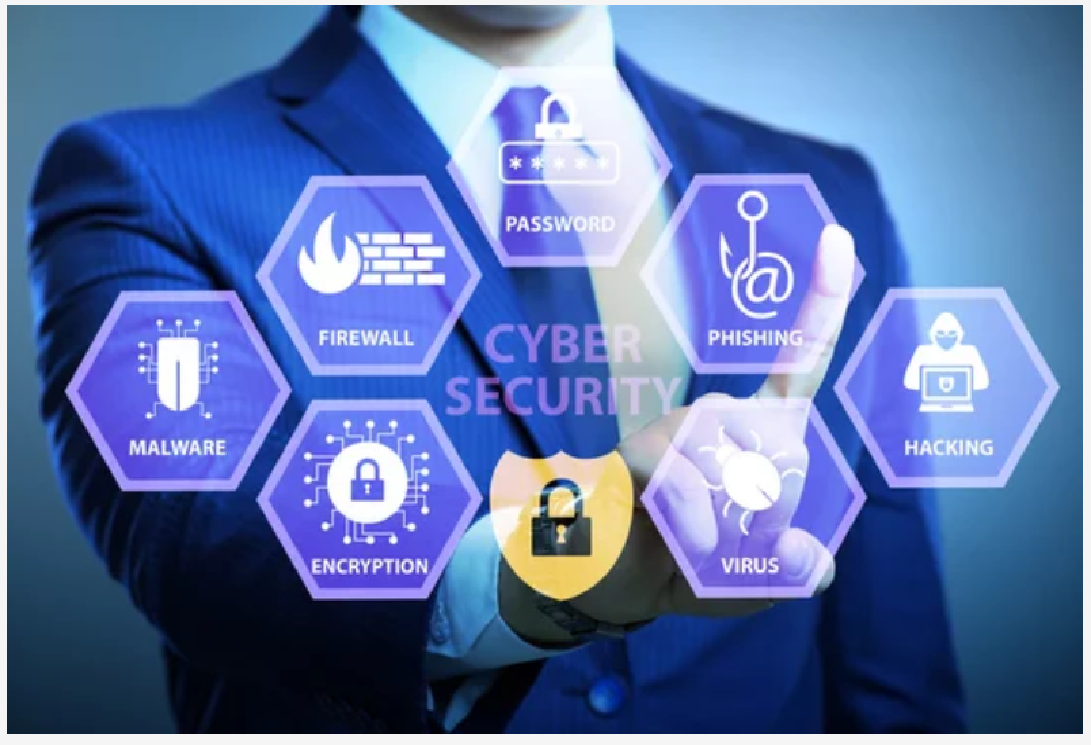 *****
PASSWORD
FIREWALL
PHISHING
CYBER
SECURITY
MALWARE
HACKING
@
ENCRYPTION
VIRUS